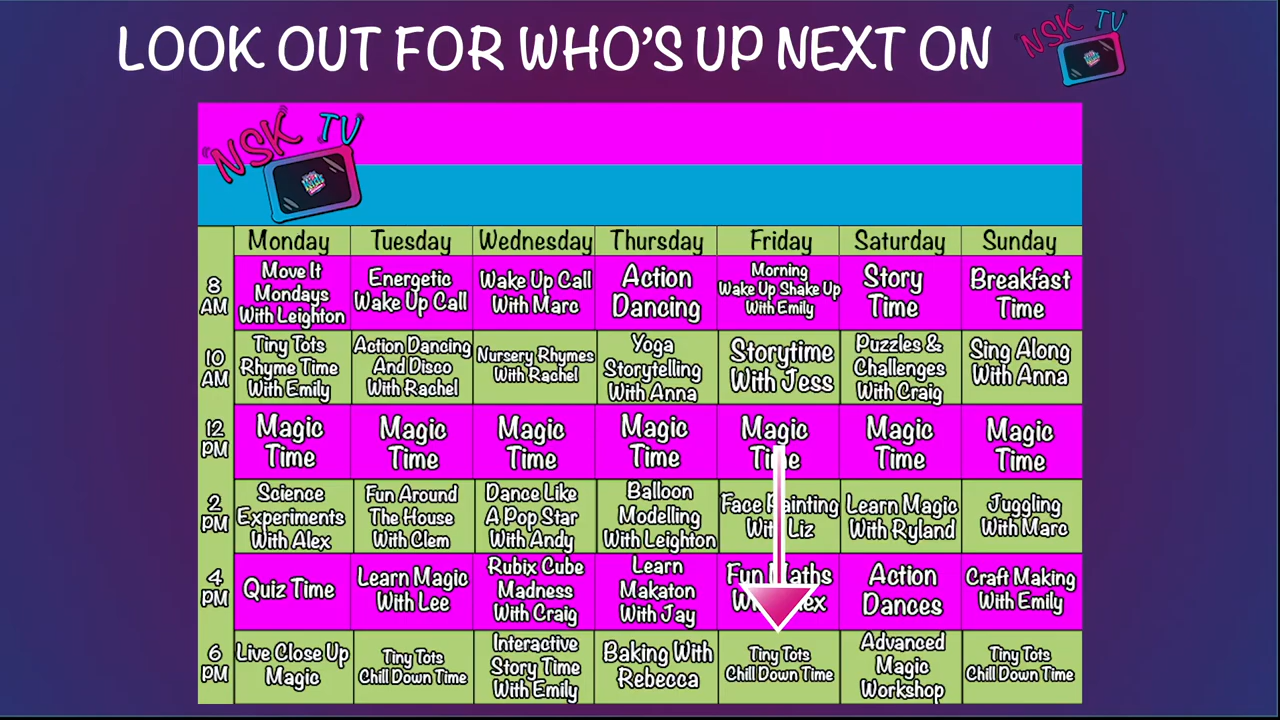 LOOK OUT FOR WHO'S UP NEXT ON
NSK TV
NSK TV
Monday Tuesday Wednesday Thursday Friday Saturday Sunday
8
AM
Move It
Mondays
With Leighton
Energetic
Wake Up Call
Wake Up Call
With Marc
Action
Dancing
Morning
Wake Up Shake Up
With Emily
Story
Time
Breakfast
Time
10
AM
Tiny Tots
Rhyme Time
With Emily
Action Dancing
And Disco
With Rachel
Nursery Rhymes
With Rachel
Yoga
Storytelling
With Anna
Storytime
With Jess
Puzzles &
Challenges
With Craig
Sing Along
With Anna
12
PM
Magic
Time
Magic
Time
Magic
Time
Magic
Time
Magic
Time
Magic
Time
Magic
Time
2
PM
Science
Experiments
With Alex
Fun Around
The House
With Clem
Dance Like
A Pop Star
With Andy
Balloon
Modelling
With Leighton
Face Painting
With Liz
Learn Magic
With Ryland
Juggling
With Marc
4
PM
Quiz Time
Learn Magic
With Lee
Rubix Cube
Madness
With Craig
Learn
Makaton
With Jay
Fun Maths
With Alex
Action
Dances
Craft Making
With Emily
6
PM
Live Close Up
Magic
Tiny Tots
Chill Down Time
Interactive
Story Time
With Emily
Baking With
Rebecca
Tiny Tots
Chill Down Time
Advanced
Magic
Workshop
Tiny Tots
Chill Down Time